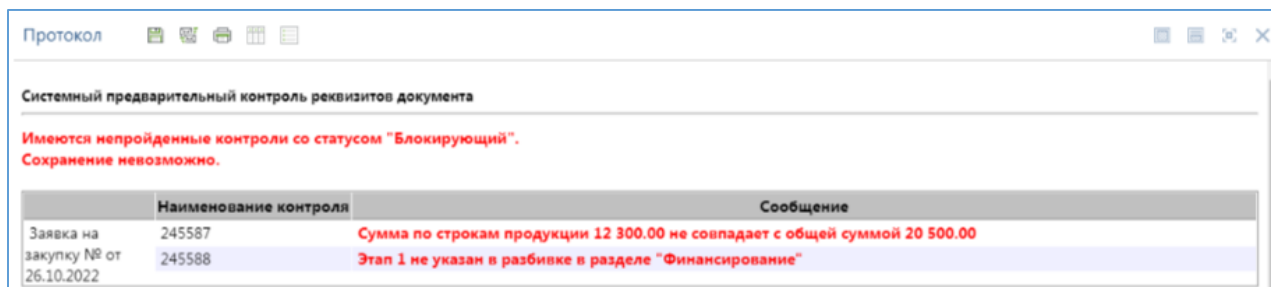 Протокол
Системный предварительный контроль реквизитов документа
Имеются непройденные контроли со статусом "Блокирующий".
Сохранение невозможно.
Наименование контроля Сообщение
Заявка на закупку № от 26.10.2022
245587 Сумма по строкам продукции 12 300.00 не совпадает с общей суммой 20 500.00
245588 Этап 1 не указан в разбивке в разделе "Финансирование"